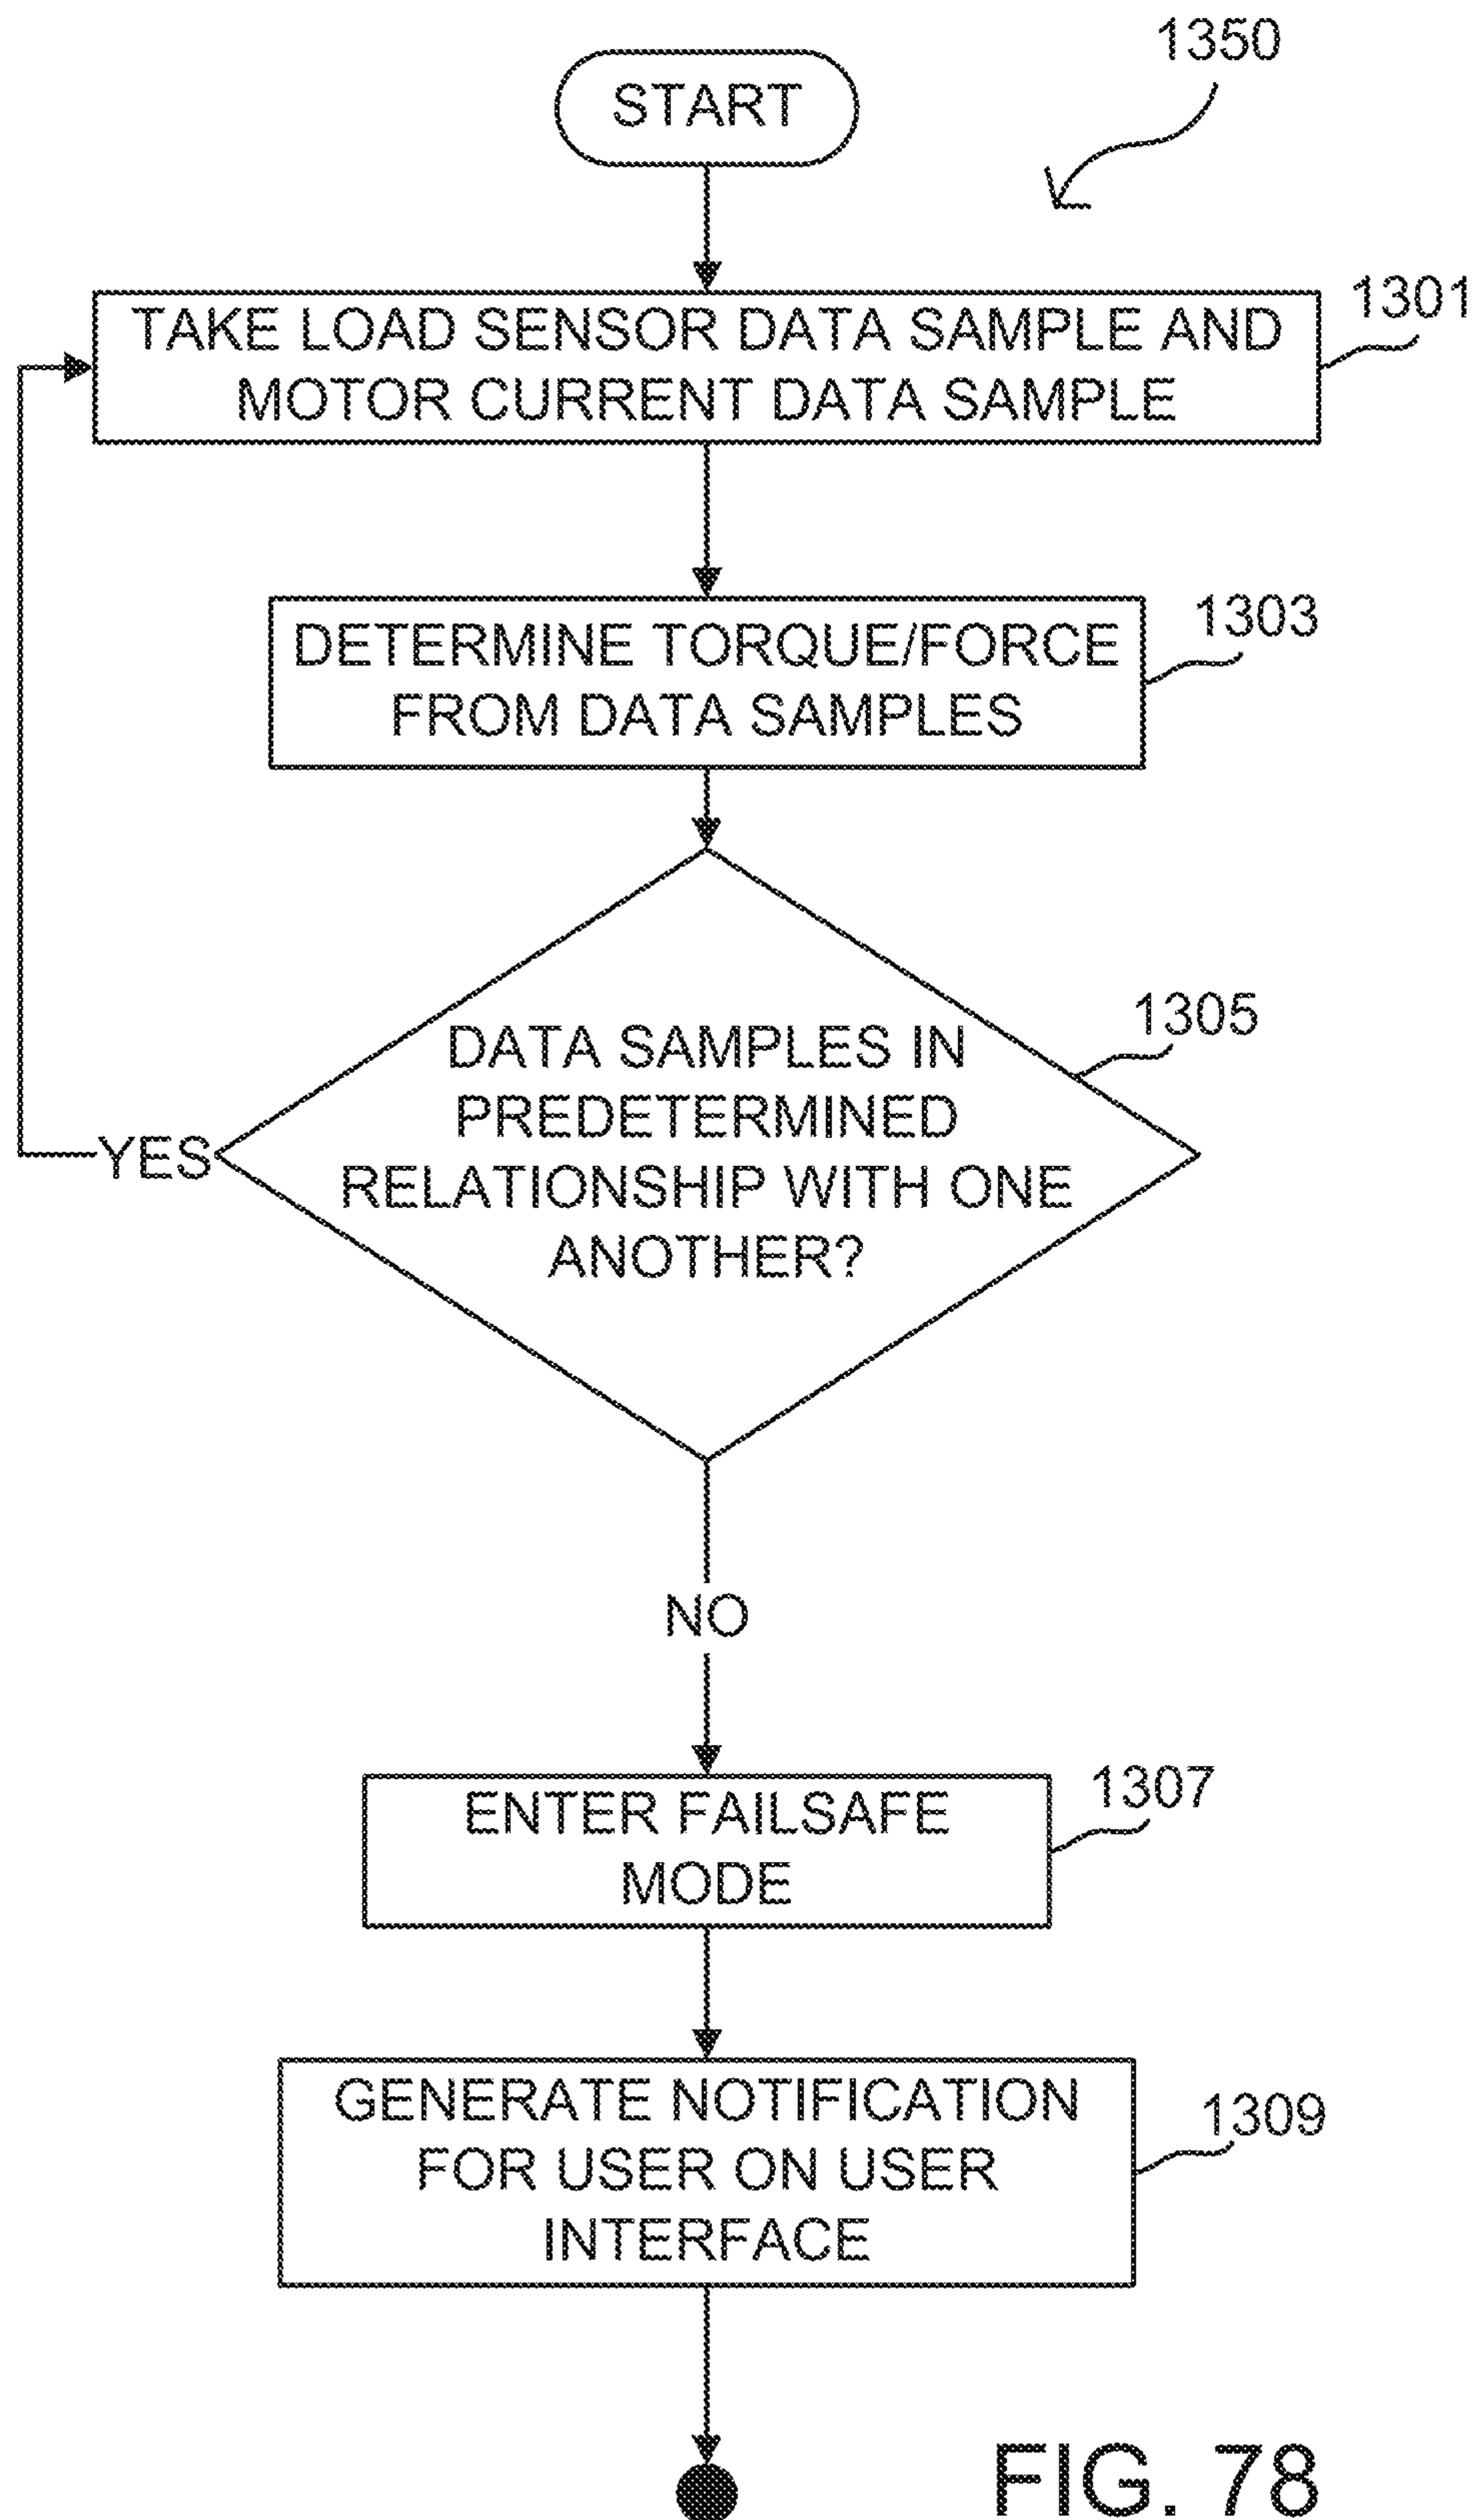 1350
START
1301
TAKE LOAD SENSOR DATA SAMPLE AND
MOTOR CURRENT DATA SAMPLE
1303
DETERMINE TORQUE/FORCE
FROM DATA SAMPLES
1305
DATA SAMPLES IN
PREDETERMINED
RELATIONSHIP WITH ONE
ANOTHER?
YES
NO
1307
ENTER FAILSAFE
MODE
1309
GENERATE NOTIFICATION
FOR USER ON USER
INTERFACE
FIG. 78